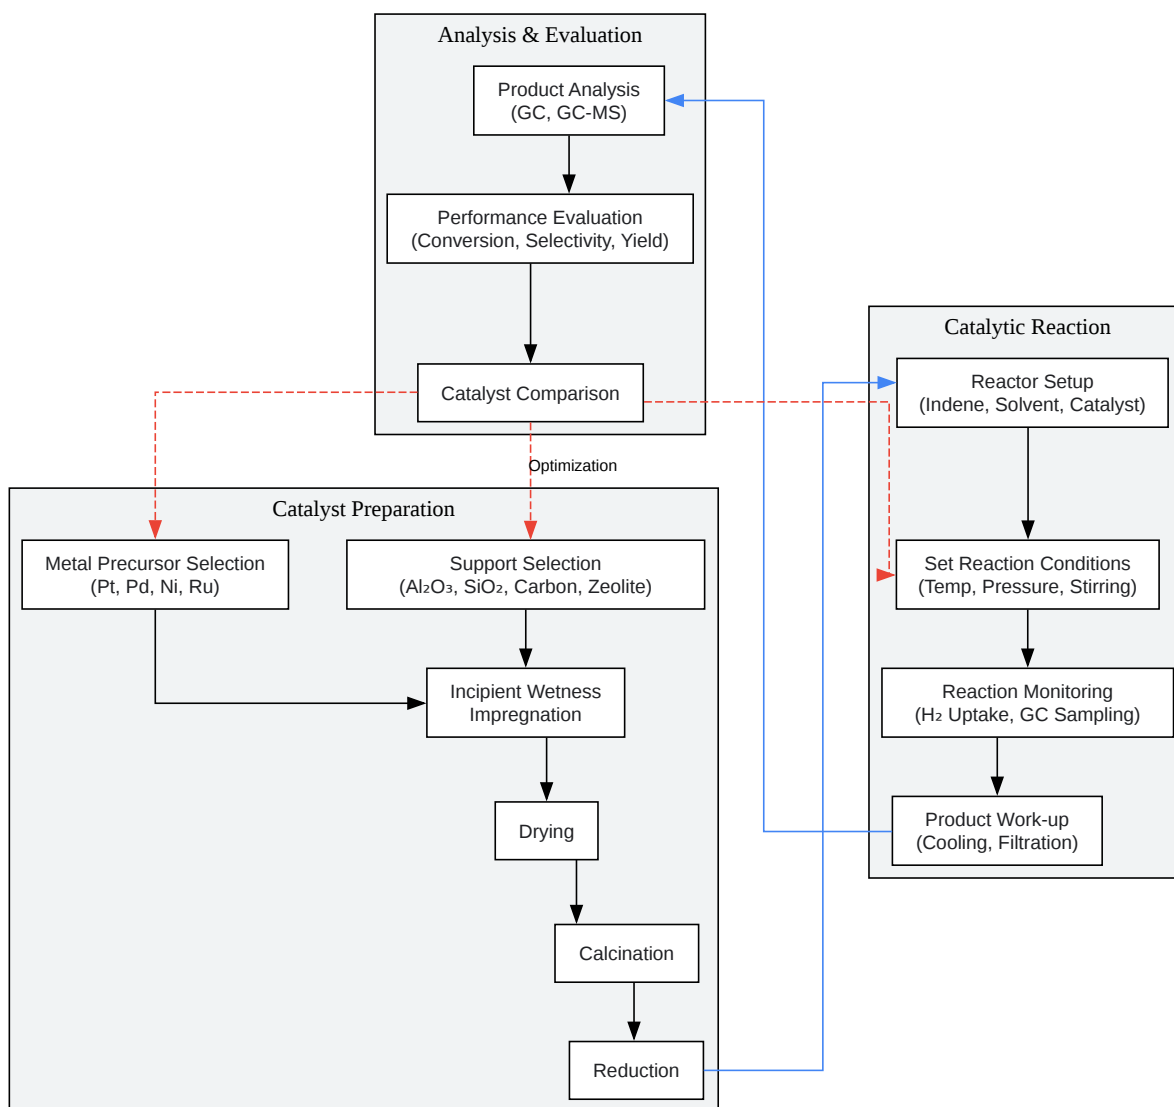 Analysis & Evaluation
Product Analysis
(GC, GC-MS)
Performance Evaluation
(Conversion, Selectivity, Yield)
Catalyst Comparison
Optimization
Catalyst Preparation
Metal Precursor Selection
(Pt, Pd, Ni, Ru)
Support Selection
(Al₂O₃, SiO₂, Carbon, Zeolite)
Incipient Wetness
Impregnation
Drying
Calcination
Reduction
Catalytic Reaction
Reactor Setup
(Indene, Solvent, Catalyst)
Set Reaction Conditions
(Temp, Pressure, Stirring)
Reaction Monitoring
(H₂ Uptake, GC Sampling)
Product Work-up
(Cooling, Filtration)